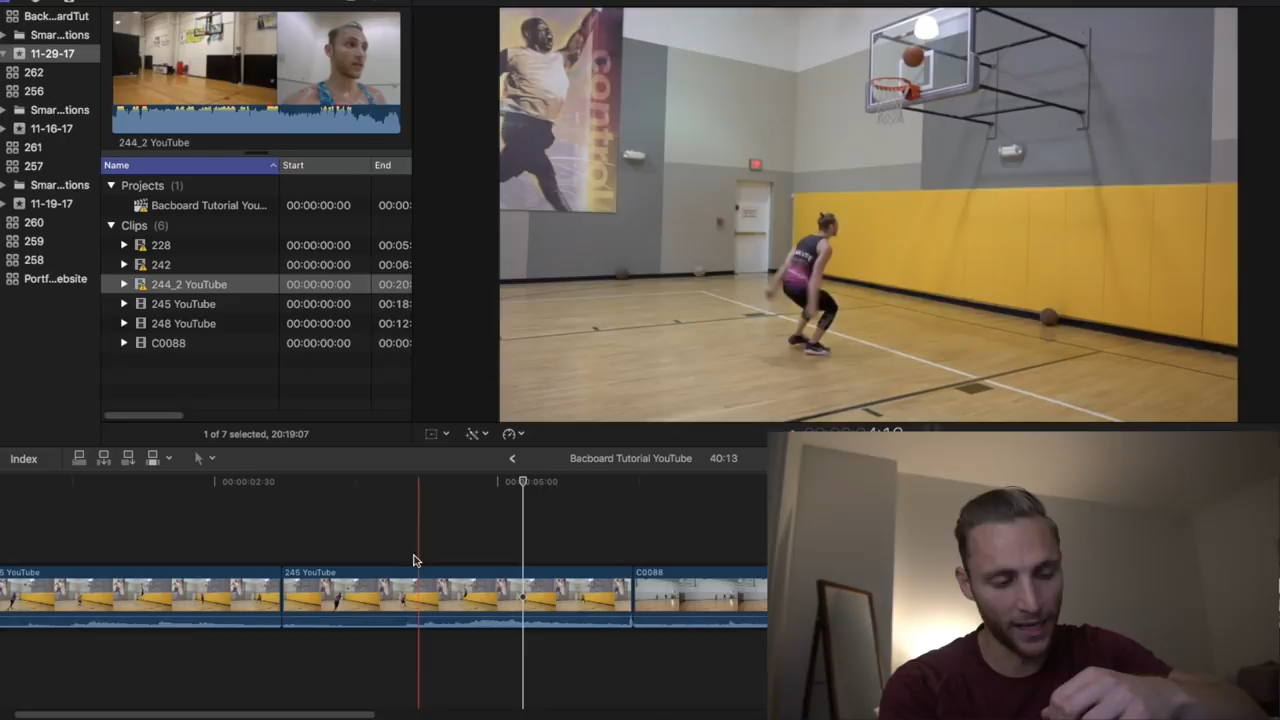 Back...ardTut
Smar...tions
11-29-17
262
256
Smar...tions
11-16-17
261
257
Smar...tions
11-19-17
260
259
258
Portf...ebsite
244_2 YouTube
Name Start End
Projects (1)
Bacboard Tutorial You... 00:00:00:00 00:00:
Clips (6)
228 00:00:00:00 00:05:
242 00:00:00:00 00:06:
244_2 YouTube 00:00:00:00 00:20:
245 YouTube 00:00:00:00 00:18:
248 YouTube 00:00:00:00 00:12:
C0088 00:00:00:00 00:00:
1 of 7 selected, 20:19:07
control
Index
Bacboard Tutorial YouTube 40:13
00:00:02:30
00:00:05:00
5 YouTube
245 YouTube
C0088